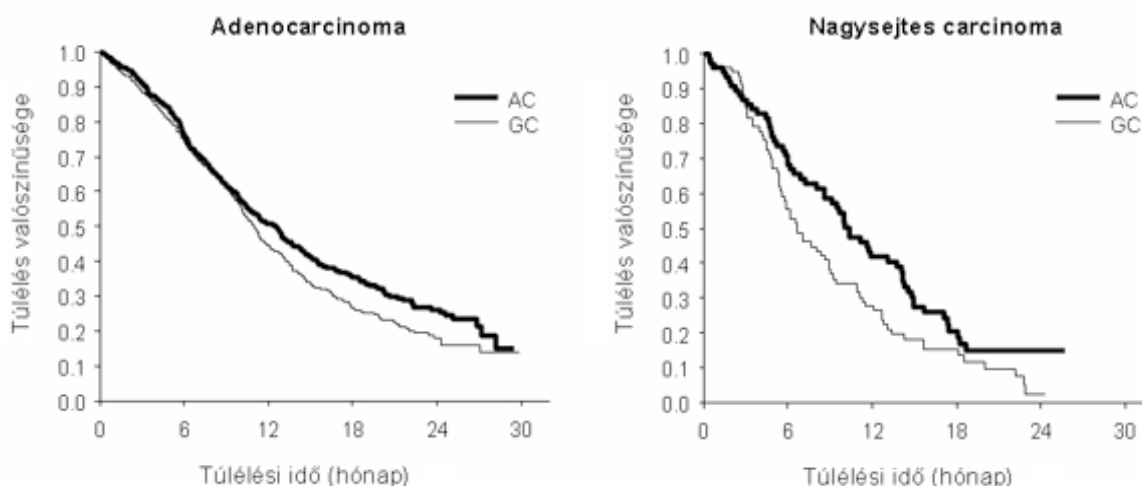 Adenocarcinoma
Túlélés valószínűsége
1.0
0.9
0.8
0.7
0.6
0.5
0.4
0.3
0.2
0.1
0.0
AC
GC
0 6 12 18 24 30
Túlélési idő (hónap)
Nagysejtes carcinoma
Túlélés valószínűsége
1.0
0.9
0.8
0.7
0.6
0.5
0.4
0.3
0.2
0.1
0.0
AC
GC
0 6 12 18 24 30
Túlélési idő (hónap)